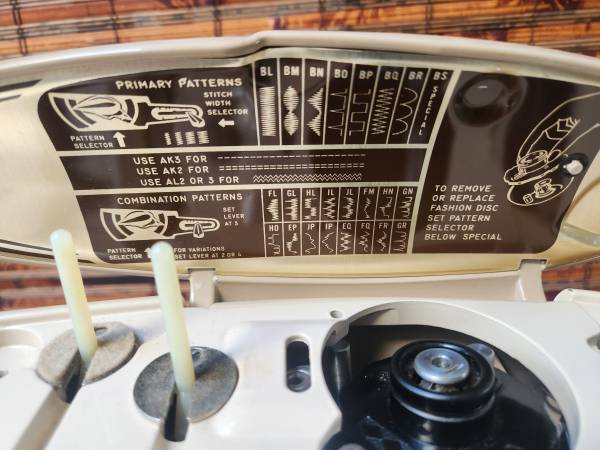 PRIMARY PATTERNS
STITCH
WIDTH
SELECTOR
PATTERN
SELECTOR
BL BM BN BO BP BQ BR BS
SPECIAL
USE AK3 FOR
USE AK2 FOR
USE AL2 OR 3 FOR
COMBINATION PATTERNS
SET
LEVER
AT 3
PATTERN
SELECTOR
FOR VARIATIONS
SET LEVER AT 2 OR 4
FL GL HL IL JL FM HN GN
HO EP JP IP EQ FQ FR GR
TO REMOVE
OR REPLACE
FASHION DISC
SET PATTERN
SELECTOR
BELOW SPECIAL